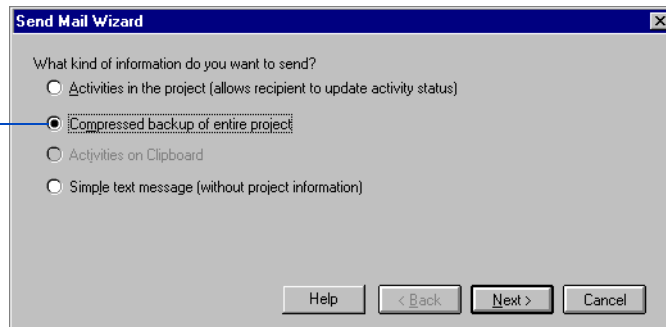 Send Mail Wizard
What kind of information do you want to send?
Activities in the project (allows recipient to update activity status)
Compressed backup of entire project
Activities on Clipboard
Simple text message (without project information)
Help < Back Next > Cancel